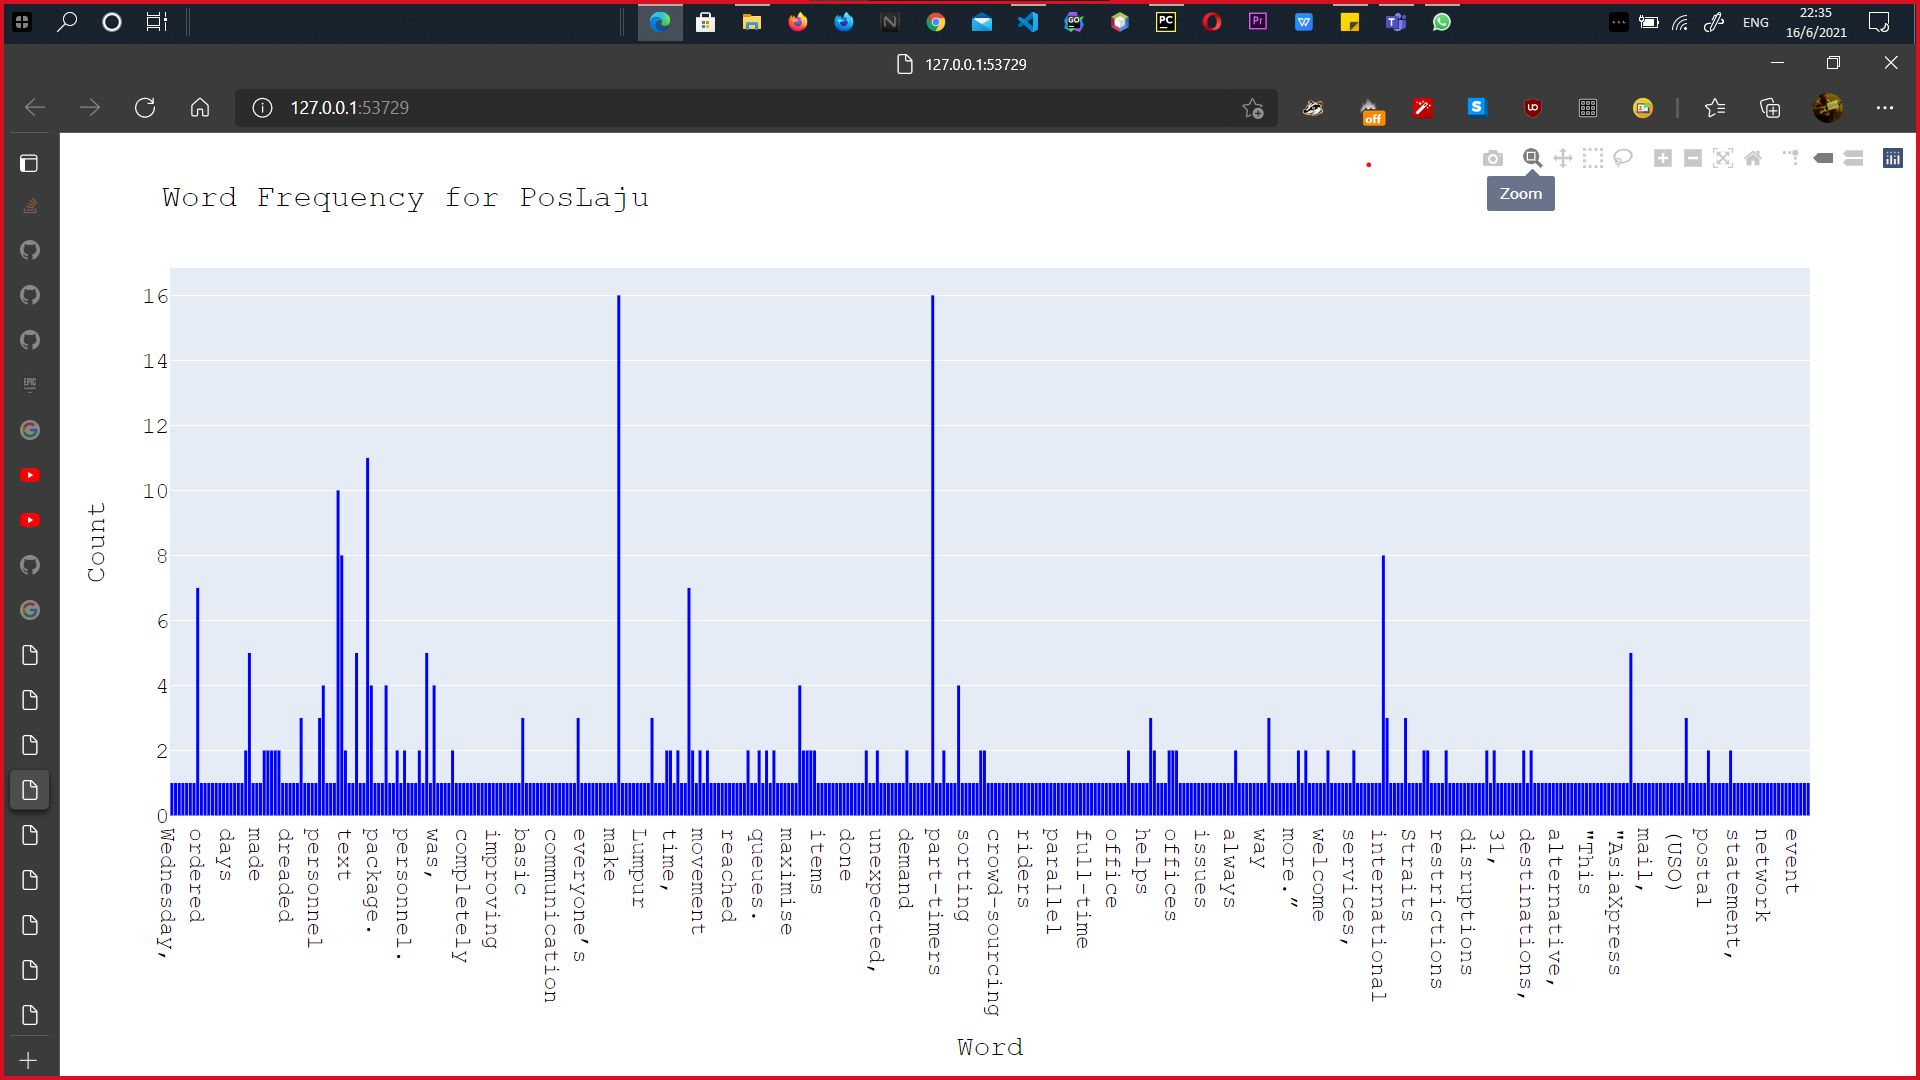 ENG
22:35
16/6/2021
127.0.0.1:53729
127.0.0.1:53729
off
Zoom
Word Frequency for PosLaju
Count
16
14
12
10
8
6
4
2
0
Wednesday,
ordered
days
made
dreaded
personnel
text
package.
personnel.
was,
completely
improving
basic
communication
everyone's
make
Lumpur
time,
movement
reached
queues.
maximise
items
done
unexpected,
demand
part-timers
sorting
crowd-sourcing
riders
parallel
full-time
office
helps
offices
issues
always
way
more.”
welcome
services,
international
Straits
restrictions
disruptions
31,
destinations,
alternative,
"This
"AsiaXpress
mail,
(USO)
postal
statement,
network
event
Word